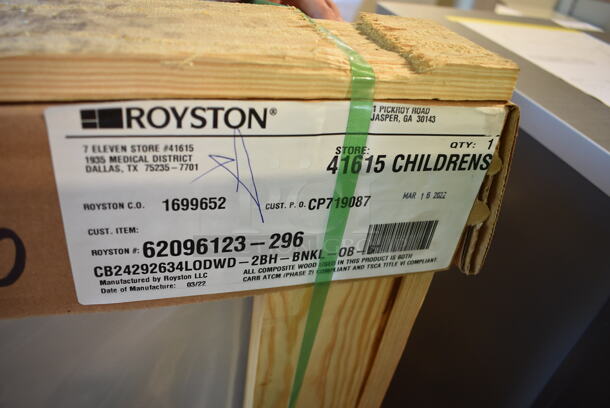 ROYSTON®
1 PICKROY ROAD
JASPER, GA 30143
7 ELEVEN STORE #41615
1935 MEDICAL DISTRICT
DALLAS, TX 75235-7701
QTY: 1
STORE:
41615 CHILDRENS
ROYSTON C.O. 1699652 CUST. P.O. CP719087
MAR 16 2022
CUST. ITEM:
ROYSTON #: 62096123-296
CB24292634LODWD-2BH-BNKL-OB-
Manufactured by Royston LLC
Date of Manufacture: 03/22
ALL COMPOSITE WOOD USED IN THIS PRODUCT IS BOTH
CARB ATCM (PHASE 2) COMPLIANT AND TSCA TITLE VI COMPLIANT.